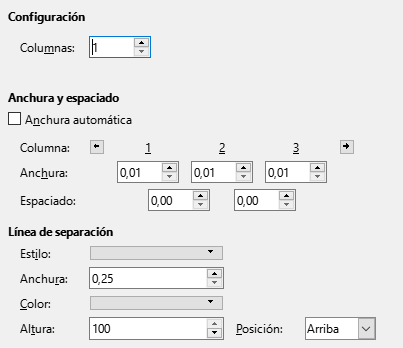 Configuración
Columnas: 1
Anchura y espaciado
Anchura automática
Columna: 1 2 3
Anchura: 0,01 0,01 0,01
Espaciado: 0,00 0,00
Línea de separación
Estilo:
Anchura: 0,25
Color:
Altura: 100 Posición: Arriba